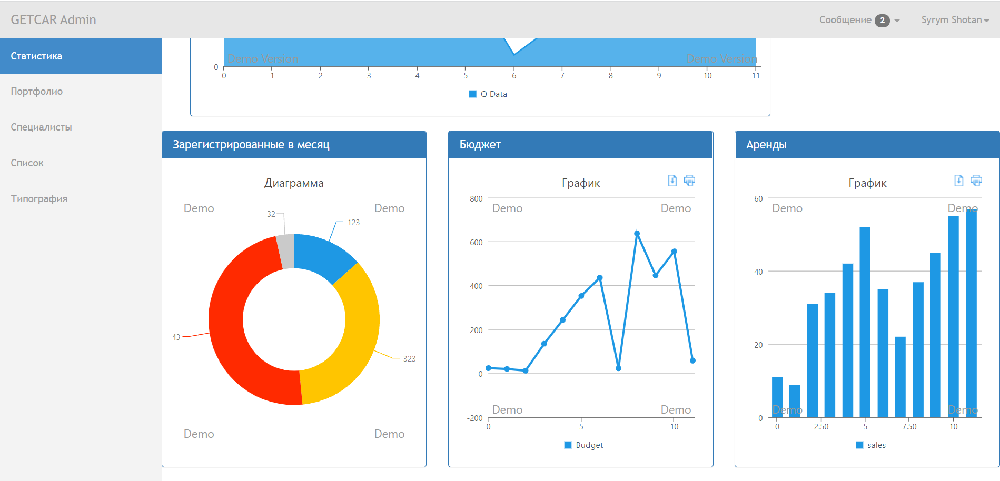 GETCAR Admin
Сообщение 2
Syrym Shotan
Статистика
Портфолио
Специалисты
Список
Типография
Demo Version
Demo Version
0
0 1 2 3 4 5 6 7 8 9 10 11
Q Data
Зарегистрированные в месяц
Диаграмма
Demo
Demo
32
123
43
323
Demo
Demo
Бюджет
График
800
Demo
Demo
600
400
200
0
Demo
Demo
-200
0 5 10
Budget
Аренды
График
60
Demo
Demo
40
20
Demo
Demo
0
0 2.50 5 7.50 10
sales